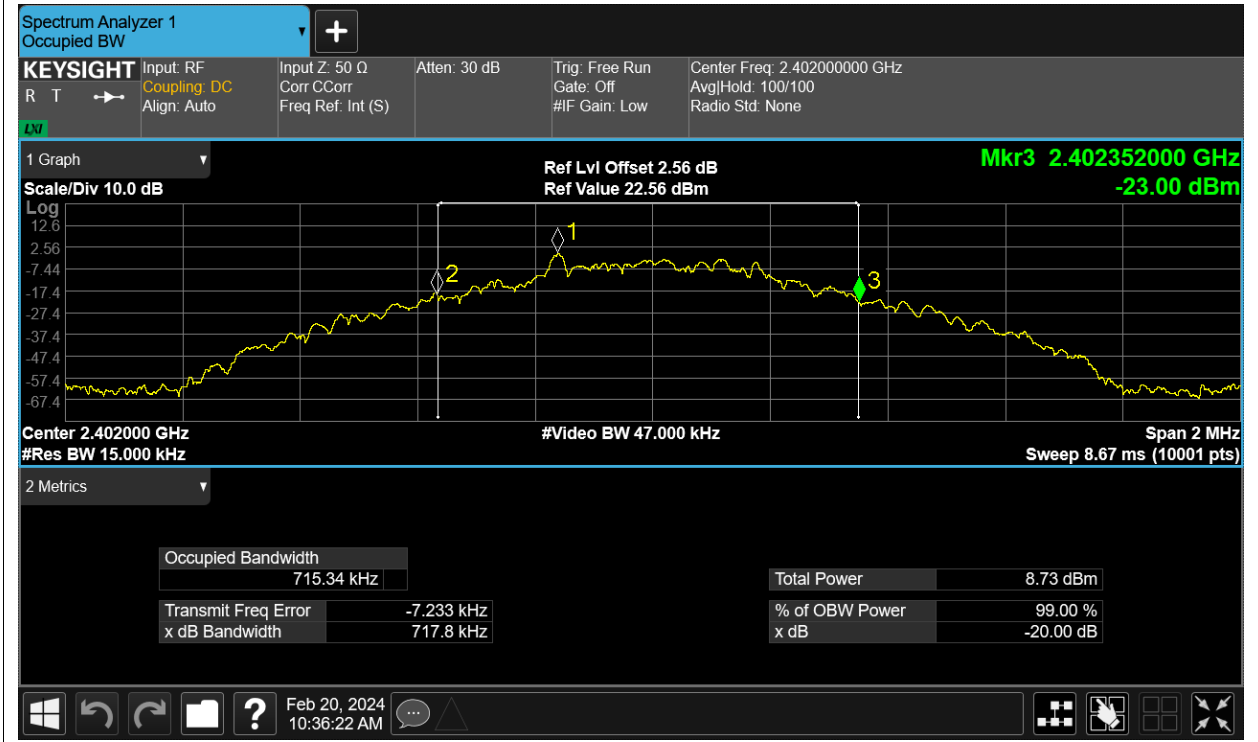 Spectrum Analyzer 1
Occupied BW
KEYSIGHT
R T
LXI
Input: RF
Coupling: DC
Align: Auto
Input Z: 50 Ω
Corr CCorr
Freq Ref: Int (S)
Atten: 30 dB
Trig: Free Run
Gate: Off
#IF Gain: Low
Center Freq: 2.402000000 GHz
Avg|Hold: 100/100
Radio Std: None
1 Graph
Scale/Div 10.0 dB
Ref Lvl Offset 2.56 dB
Ref Value 22.56 dBm
Mkr3 2.402352000 GHz
-23.00 dBm
Log
12.6
2.56
-7.44
-17.4
-27.4
-37.4
-47.4
-57.4
-67.4
1
2
3
Center 2.402000 GHz
#Video BW 47.000 kHz
Span 2 MHz
#Res BW 15.000 kHz
Sweep 8.67 ms (10001 pts)
2 Metrics
Occupied Bandwidth
715.34 kHz
Total Power 8.73 dBm
Transmit Freq Error -7.233 kHz
% of OBW Power 99.00 %
x dB Bandwidth 717.8 kHz
x dB -20.00 dB
?
Feb 20, 2024
10:36:22 AM